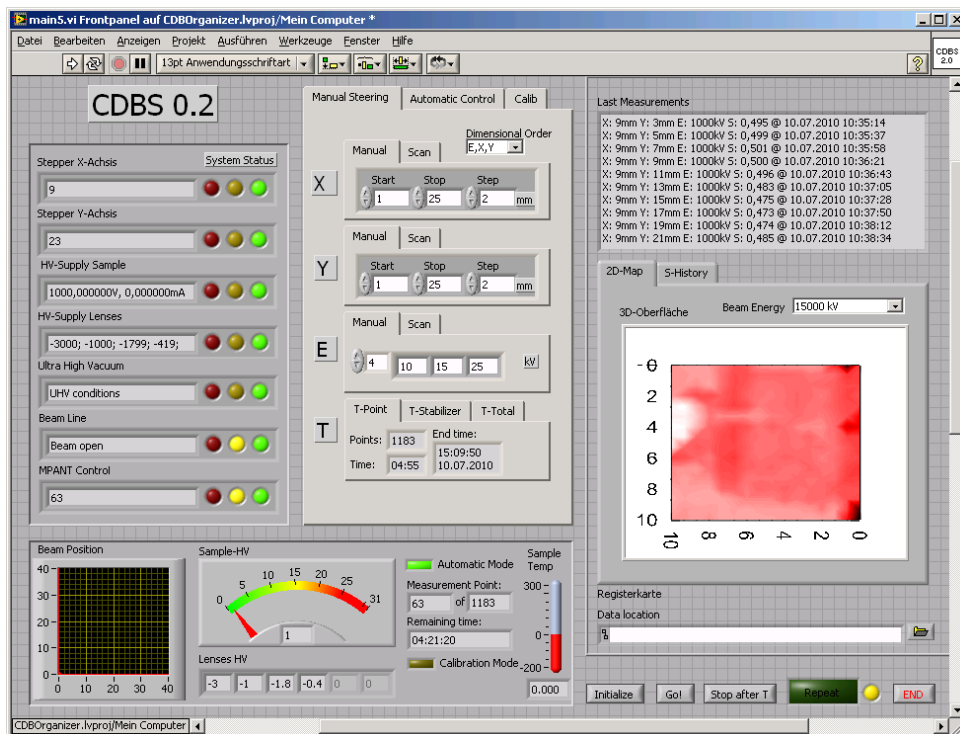 main5.vi Frontpanel auf CDBOrganizer.lvproj/Mein Computer *
Datei Bearbeiten Anzeigen Projekt Ausführen Werkzeuge Fenster Hilfe
13pt Anwendungsschriftart
CDBS
2.0
CDBS 0.2
Stepper X-Achsis
System Status
9
Stepper Y-Achsis
23
HV-Supply Sample
1000,000000V, 0,000000mA
HV-Supply Lenses
-3000; -1000; -1799; -419;
Ultra High Vacuum
UHV conditions
Beam Line
Beam open
MPANT Control
63
Manual Steering Automatic Control Calib
Dimensional Order
E,X,Y
X
Manual Scan
Start Stop Step
1 25 2 mm
Y
Manual Scan
Start Stop Step
1 25 2 mm
E
Manual Scan
4 10 15 25 kV
T
T-Point T-Stabilizer T-Total
Points: 1183
Time: 04:55
End time:
15:09:50
10.07.2010
Last Measurements
X: 9mm Y: 3mm E: 1000kV S: 0,495 @ 10.07.2010 10:35:14
X: 9mm Y: 5mm E: 1000kV S: 0,499 @ 10.07.2010 10:35:37
X: 9mm Y: 7mm E: 1000kV S: 0,501 @ 10.07.2010 10:35:58
X: 9mm Y: 9mm E: 1000kV S: 0,500 @ 10.07.2010 10:36:21
X: 9mm Y: 11mm E: 1000kV S: 0,496 @ 10.07.2010 10:36:43
X: 9mm Y: 13mm E: 1000kV S: 0,483 @ 10.07.2010 10:37:05
X: 9mm Y: 15mm E: 1000kV S: 0,475 @ 10.07.2010 10:37:28
X: 9mm Y: 17mm E: 1000kV S: 0,473 @ 10.07.2010 10:37:50
X: 9mm Y: 19mm E: 1000kV S: 0,474 @ 10.07.2010 10:38:12
X: 9mm Y: 21mm E: 1000kV S: 0,485 @ 10.07.2010 10:38:34
2D-Map S-History
3D-Oberfläche
Beam Energy 15000 kV
0
2
4
6
8
10
10 8 6 4 2 0
Registerkarte
Data location
Beam Position
40
30
20
10
0
0 10 20 30 40
Sample-HV
0 5 10 15 20 25 31
1
Lenses HV
-3 -1 -1.8 -0.4 0 0
Automatic Mode
Measurement Point:
63 of 1183
Remaining time:
04:21:20
Calibration Mode
Sample
Temp
300
0
-200
0.000
Initialize Go! Stop after T Repeat END
CDBOrganizer.lvproj/Mein Computer